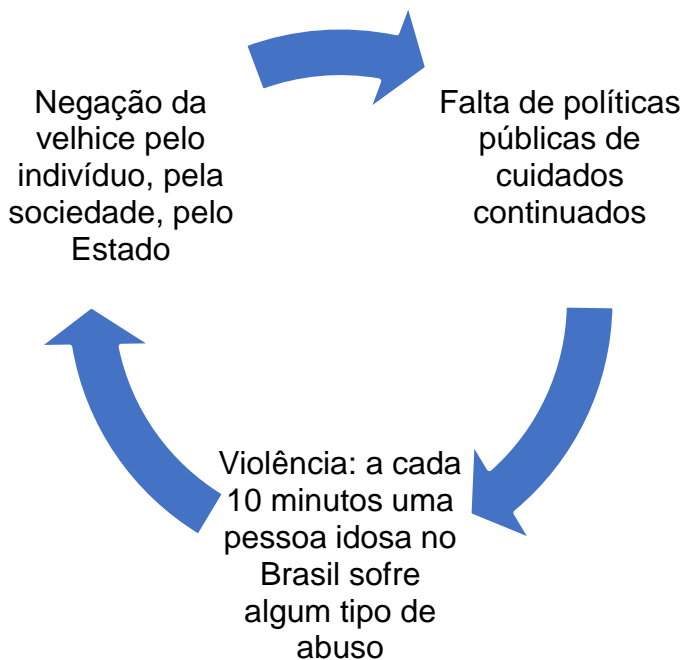 Negação da
velhice pelo
indivíduo, pela
sociedade, pelo
Estado
Falta de políticas
públicas de
cuidados
continuados
Violência: a cada
10 minutos uma
pessoa idosa no
Brasil sofre
algum tipo de
abuso